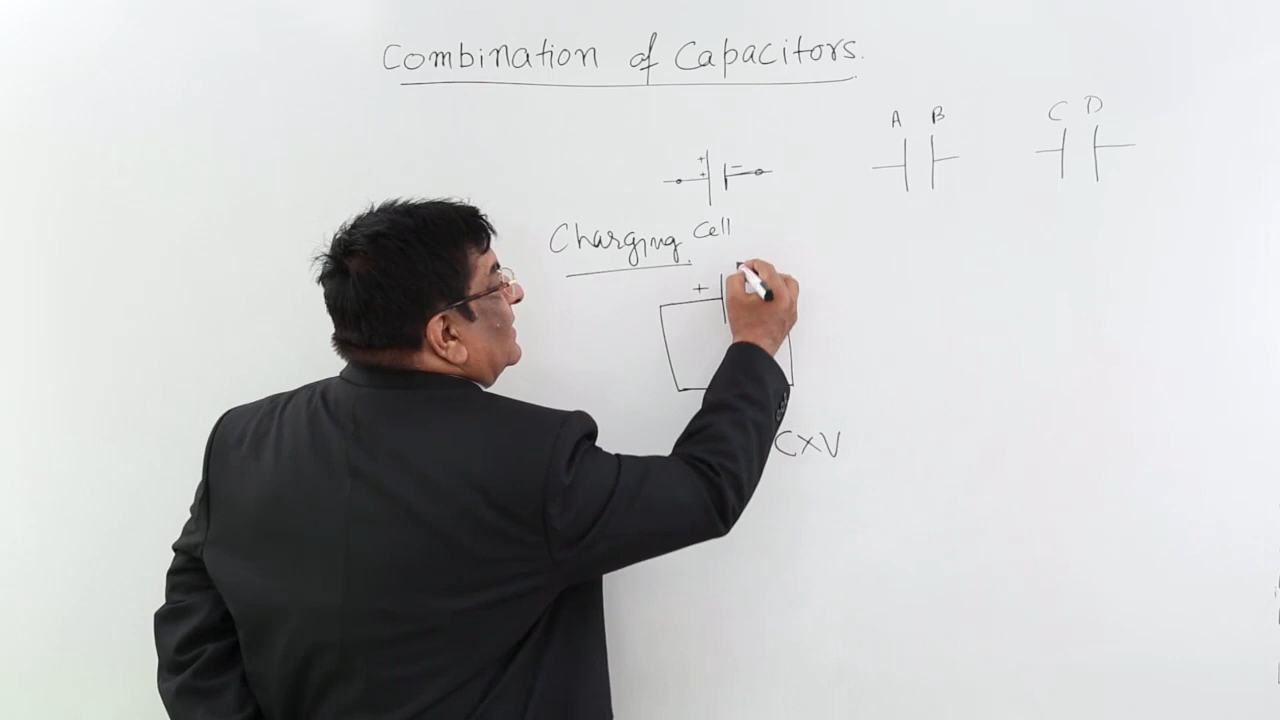 Combination of Capacitors.
A B
C D
+ + −
Charging Cell
+
CXV